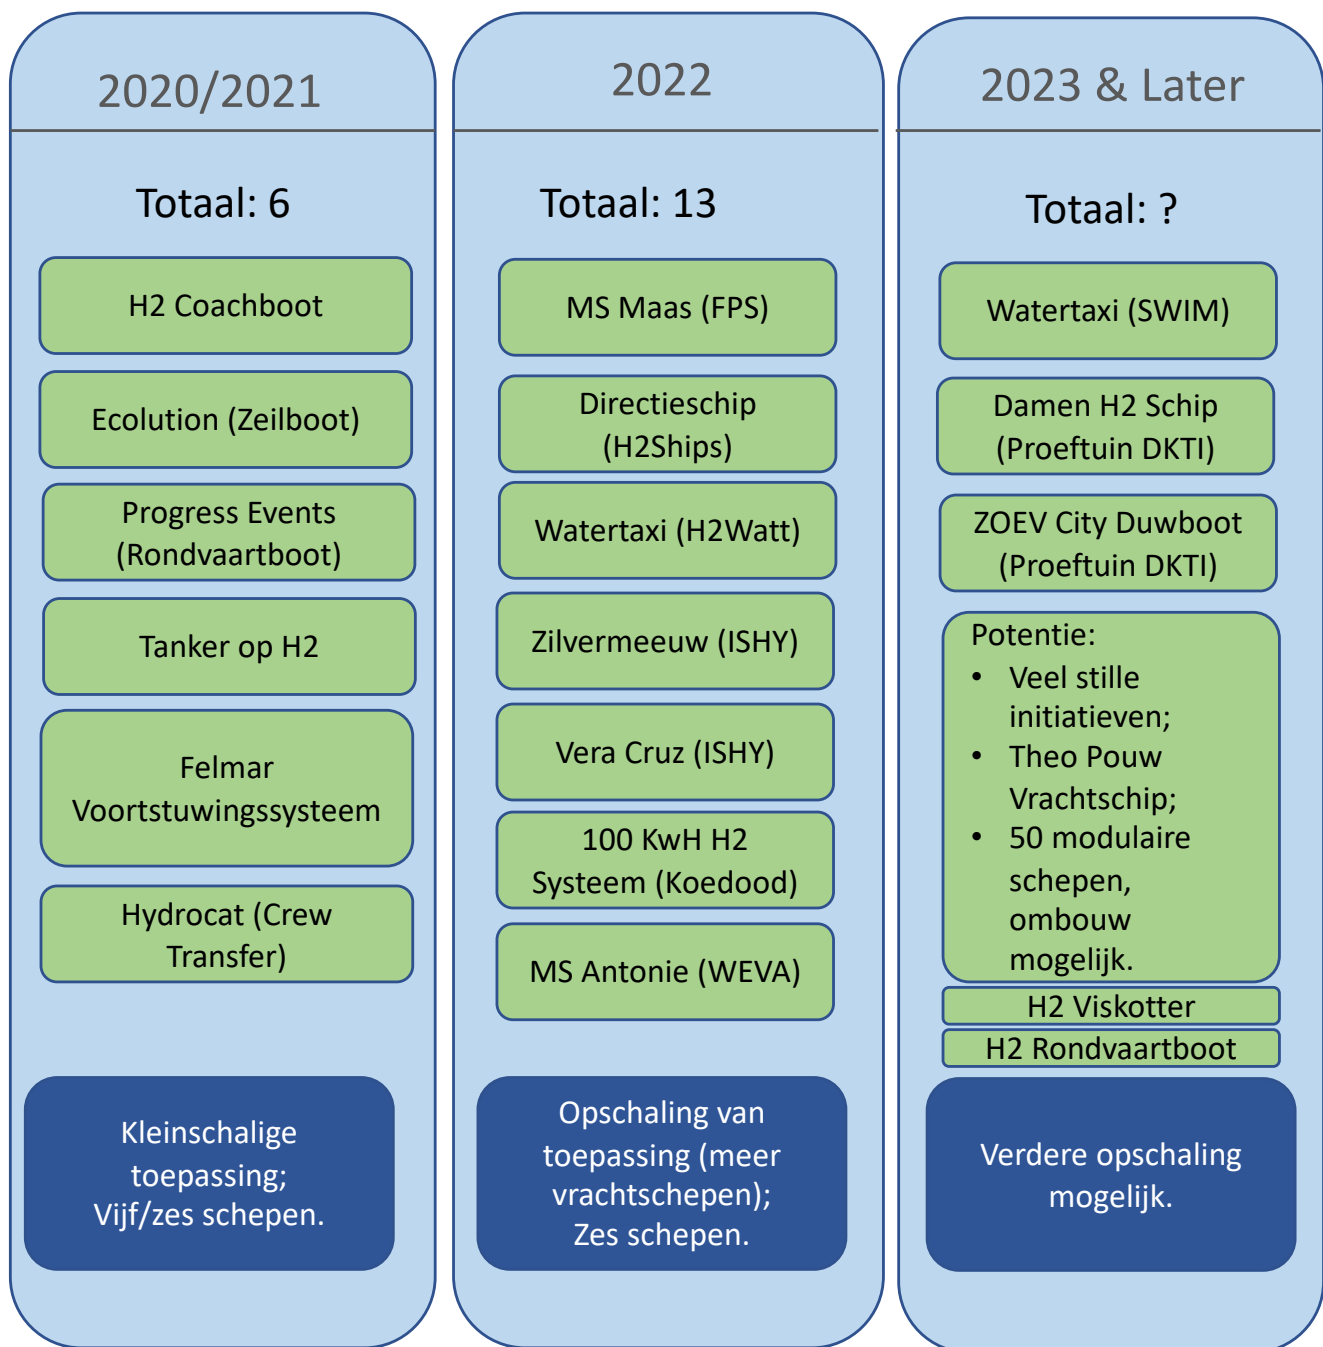 2020/2021
Totaal: 6
H2 Coachboot
Ecolution (Zeilboot)
Progress Events
(Rondvaartboot)
Tanker op H2
Felmar
Voortstuwingssysteem
Hydrocat (Crew
Transfer)
Kleinschalige
toepassing;
Vijf/zes schepen.
2022
Totaal: 13
MS Maas (FPS)
Directieschip
(H2Ships)
Watertaxi (H2Watt)
Zilvermeeuw (ISHY)
Vera Cruz (ISHY)
100 KwH H2
Systeem (Koedood)
MS Antonie (WEVA)
Opschaling van
toepassing (meer
vrachtschepen);
Zes schepen.
2023 & Later
Totaal: ?
Watertaxi (SWIM)
Damen H2 Schip
(Proeftuin DKTI)
ZOEV City Duwboot
(Proeftuin DKTI)
Potentie:
• Veel stille
initiatieven;
• Theo Pouw
Vrachtschip;
• 50 modulaire
schepen,
ombouw
mogelijk.
H2 Viskotter
H2 Rondvaartboot
Verdere opschaling
mogelijk.